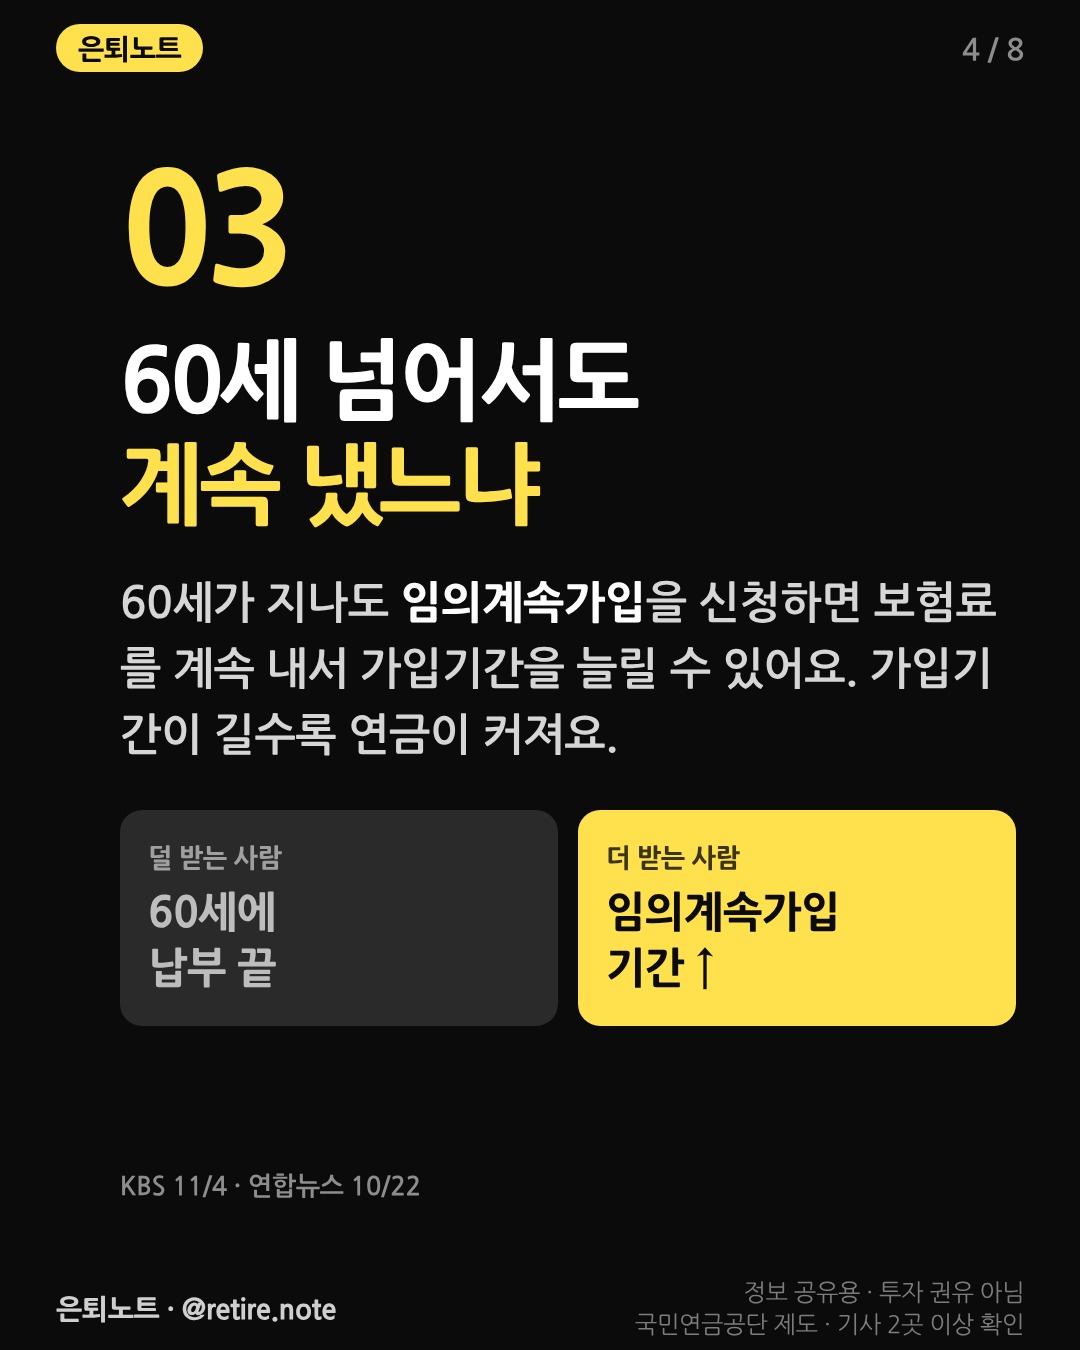 은퇴노트
4 / 8
03
60세 넘어서도
계속 냈느냐
60세가 지나도 임의계속가입을 신청하면 보험료
를 계속 내서 가입기간을 늘릴 수 있어요. 가입기
간이 길수록 연금이 커져요.
덜 받는 사람
60세에
납부 끝
더 받는 사람
임의계속가입
기간 ↑
KBS 11/4 · 연합뉴스 10/22
은퇴노트 · @retire.note
정보 공유용 · 투자 권유 아님
국민연금공단 제도 · 기사 2곳 이상 확인